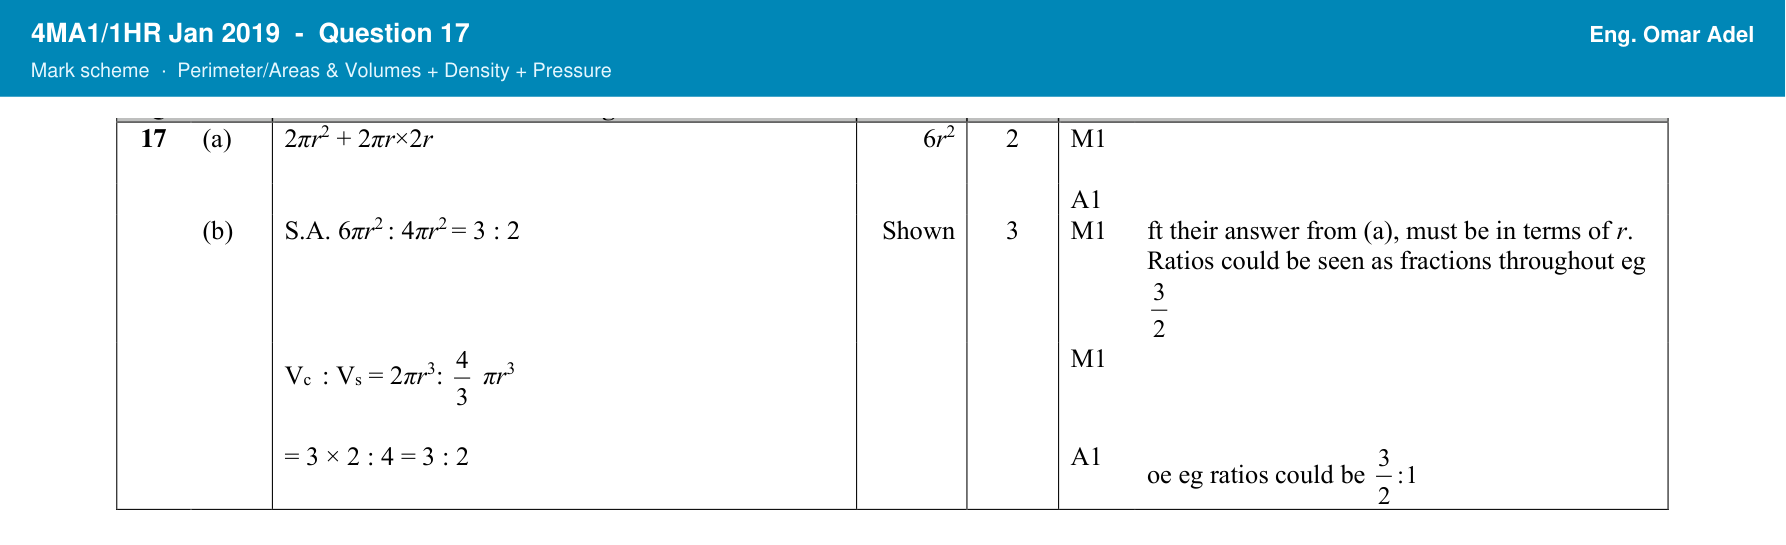 4MA1/1HR Jan 2019 - Question 17
Eng. Omar Adel
Mark scheme · Perimeter/Areas & Volumes + Density + Pressure
17 (a) 2πr² + 2πr×2r 6r² 2 M1
A1
(b) S.A. 6πr² : 4πr² = 3 : 2 Shown 3 M1 ft their answer from (a), must be in terms of r.
Ratios could be seen as fractions throughout eg
3/2
M1
Vc : Vs = 2πr³: 4/3 πr³
= 3 × 2 : 4 = 3 : 2 A1 oe eg ratios could be 3/2 :1